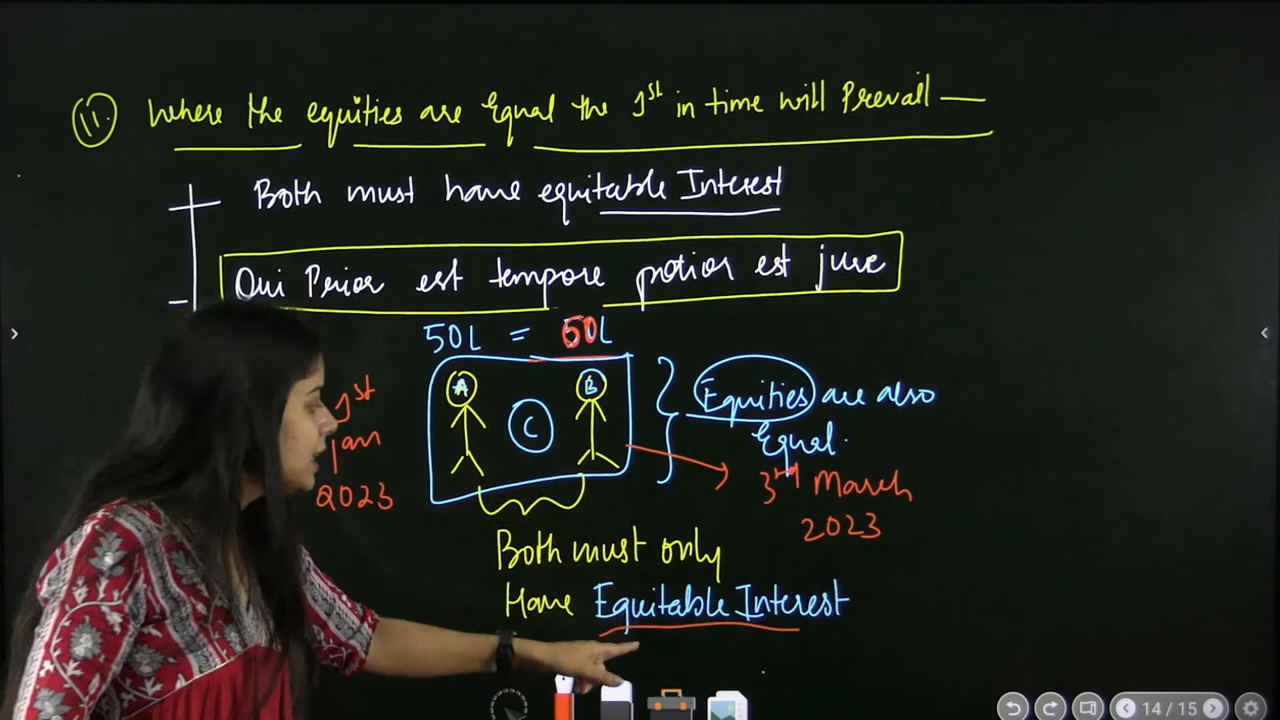 11. Where the equities are Equal the 1st in time will Prevail —
Both must have equitable Interest
Qui Prior est tempore potior est jure
50L = 50L
A
B
C
1st
Jan
2023
Equities are also
Equal.
3rd March
2023
Both must only
Have Equitable Interest
14 / 15